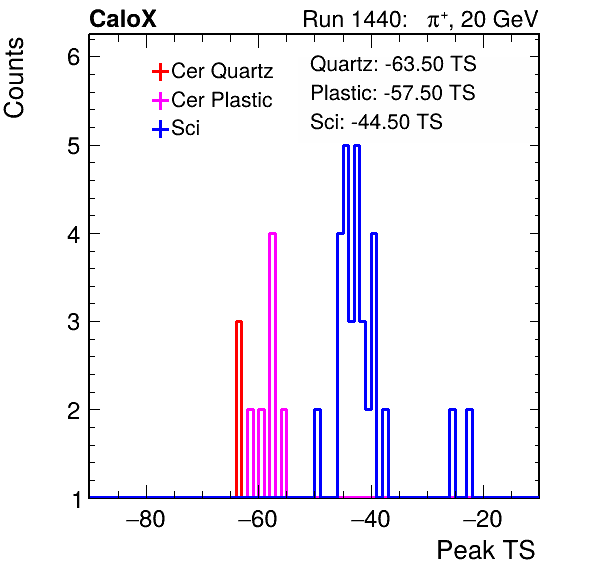 CaloX Run 1440: π⁺, 20 GeV
Counts
6
5
4
3
2
1
Cer Quartz
Cer Plastic
Sci
Quartz: -63.50 TS
Plastic: -57.50 TS
Sci: -44.50 TS
−80 −60 −40 −20
Peak TS